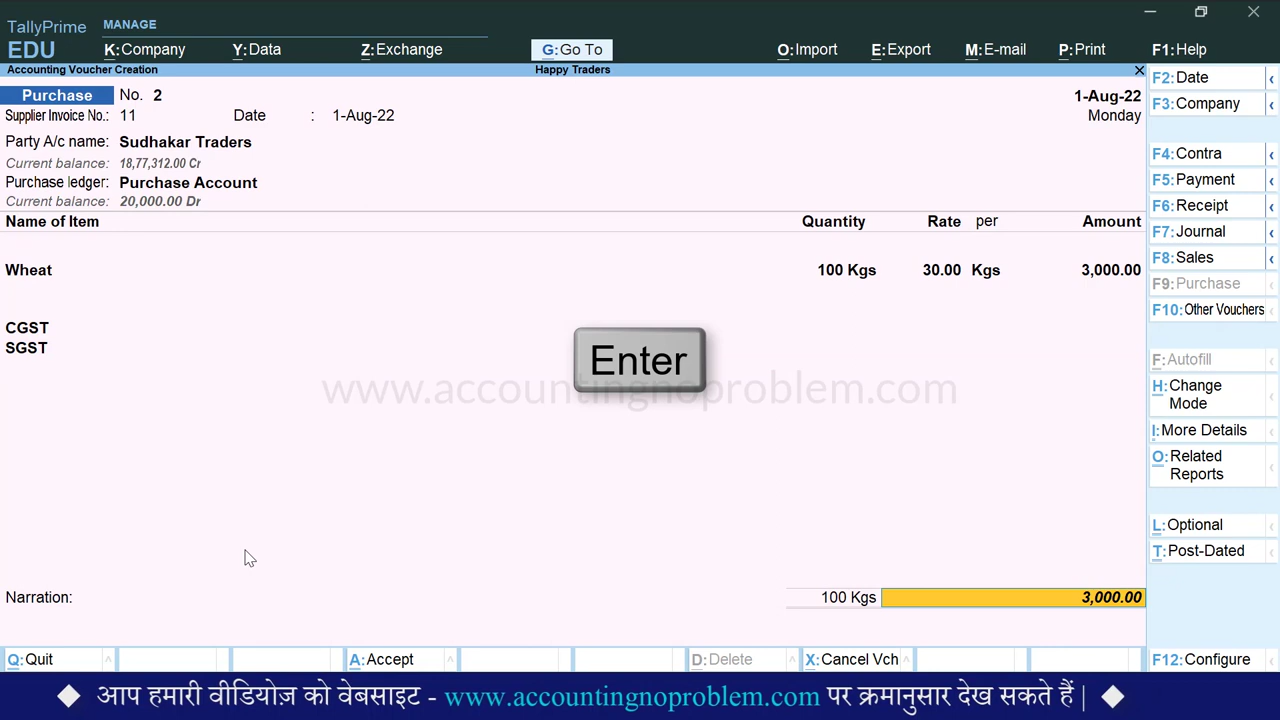 TallyPrime
EDU
MANAGE
K:Company Y:Data Z:Exchange G:Go To O:Import E:Export M:E-mail P:Print F1:Help
Accounting Voucher Creation Happy Traders
Purchase No. 2 1-Aug-22
Supplier Invoice No.: 11 Date : 1-Aug-22 Monday
Party A/c name: Sudhakar Traders
Current balance: 18,77,312.00 Cr
Purchase ledger: Purchase Account
Current balance: 20,000.00 Dr
Name of Item Quantity Rate per Amount
Wheat 100 Kgs 30.00 Kgs 3,000.00
CGST
SGST
Enter
www.accountingnoproblem.com
Narration: 100 Kgs 3,000.00
F2:Date
F3:Company
F4:Contra
F5:Payment
F6:Receipt
F7:Journal
F8:Sales
F9:Purchase
F10:Other Vouchers
F:Autofill
H:Change
Mode
I:More Details
O:Related
Reports
L:Optional
T:Post-Dated
Q:Quit A:Accept D:Delete X:Cancel Vch F12:Configure
आप हमारी वीडियोज़ को वेबसाइट - www.accountingnoproblem.com पर क्रमानुसार देख सकते हैं |